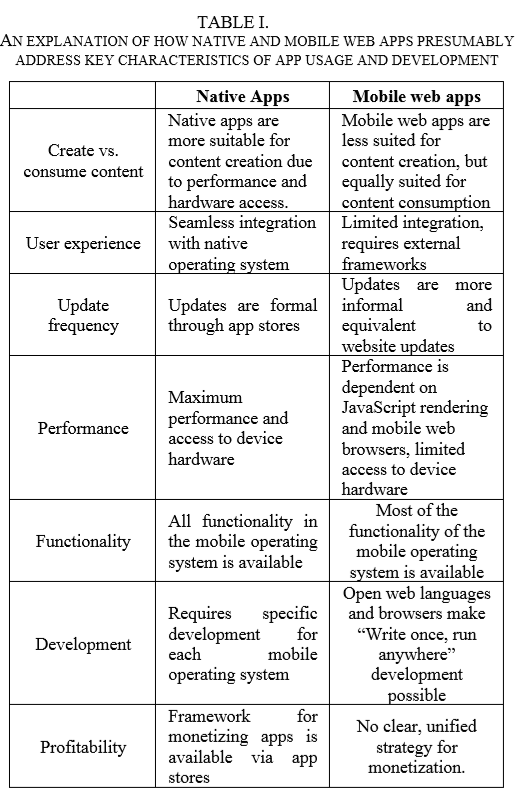 TABLE I.
AN EXPLANATION OF HOW NATIVE AND MOBILE WEB APPS PRESUMABLY
ADDRESS KEY CHARACTERISTICS OF APP USAGE AND DEVELOPMENT
Native Apps
Mobile web apps
Create vs.
consume content
Native apps are
more suitable for
content creation due
to performance and
hardware access.
Mobile web apps are
less suited for
content creation, but
equally suited for
content consumption
User experience
Seamless integration
with native
operating system
Limited integration,
requires external
frameworks
Update
frequency
Updates are formal
through app stores
Updates are more
informal and
equivalent to
website updates
Performance
Maximum
performance and
access to device
hardware
Performance is
dependent on
JavaScript rendering
and mobile web
browsers, limited
access to device
hardware
Functionality
All functionality in
the mobile operating
system is available
Most of the
functionality of the
mobile operating
system is available
Development
Requires specific
development for
each mobile
operating system
Open web languages
and browsers make
“Write once, run
anywhere”
development
possible
Profitability
Framework for
monetizing apps is
available via app
stores
No clear, unified
strategy for
monetization.